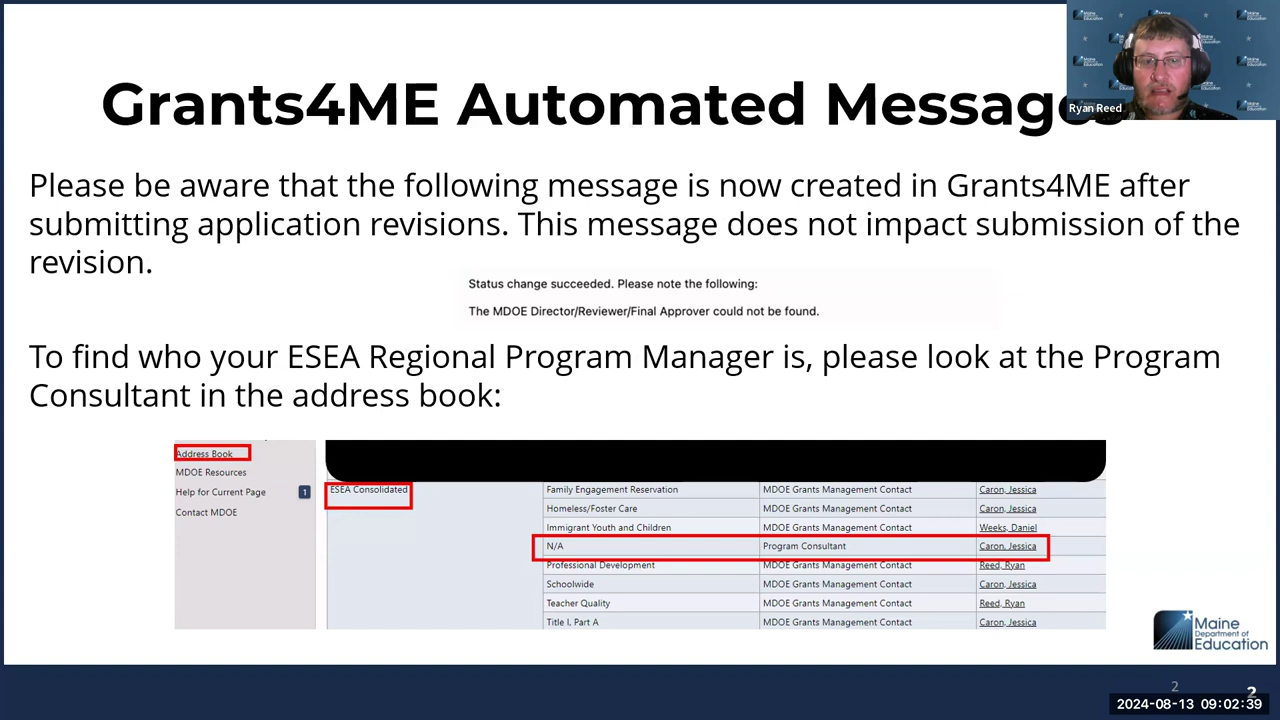 Maine
Department of
Education
Ryan Reed
Grants4ME Automated Messages
Please be aware that the following message is now created in Grants4ME after
submitting application revisions. This message does not impact submission of the
revision.
Status change succeeded. Please note the following:
The MDOE Director/Reviewer/Final Approver could not be found.
To find who your ESEA Regional Program Manager is, please look at the Program
Consultant in the address book:
Address Book
MDOE Resources
Help for Current Page 1
Contact MDOE
ESEA Consolidated
Family Engagement Reservation MDOE Grants Management Contact Caron, Jessica
Homeless/Foster Care MDOE Grants Management Contact Caron, Jessica
Immigrant Youth and Children MDOE Grants Management Contact Weeks, Daniel
N/A Program Consultant Caron, Jessica
Professional Development MDOE Grants Management Contact Reed, Ryan
Schoolwide MDOE Grants Management Contact Caron, Jessica
Teacher Quality MDOE Grants Management Contact Reed, Ryan
Title I, Part A MDOE Grants Management Contact Caron, Jessica
Maine
Department of
Education
2
2
2024-08-13 09:02:39